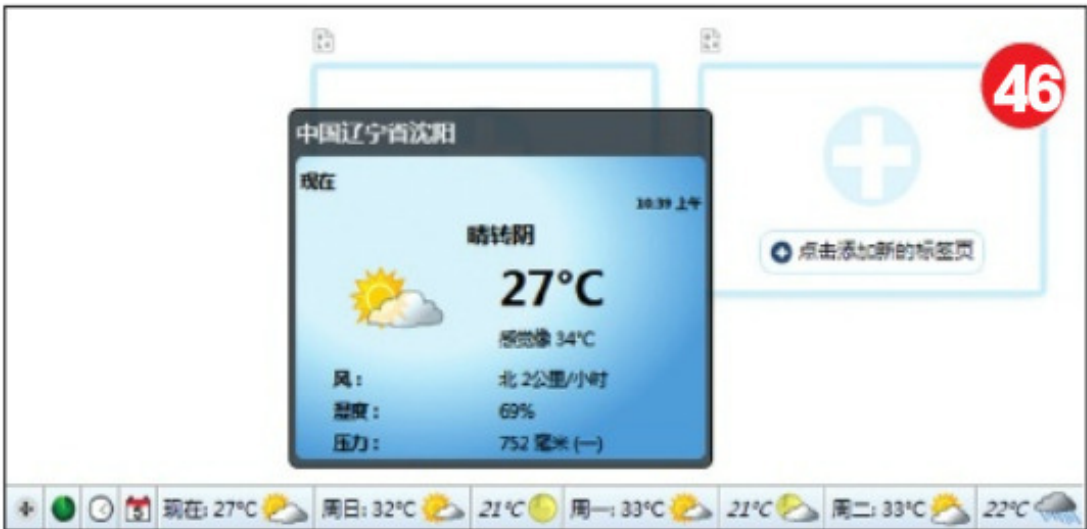 46
中国辽宁省沈阳
现在
10:39 上午
晴转阴
27°C
感觉像 34°C
风: 北 2公里/小时
湿度: 69%
压力: 752 毫米 (—)
点击添加新的标签页
5
现在: 27°C 周日: 32°C 21°C 周一: 33°C 21°C 周二: 33°C 22°C